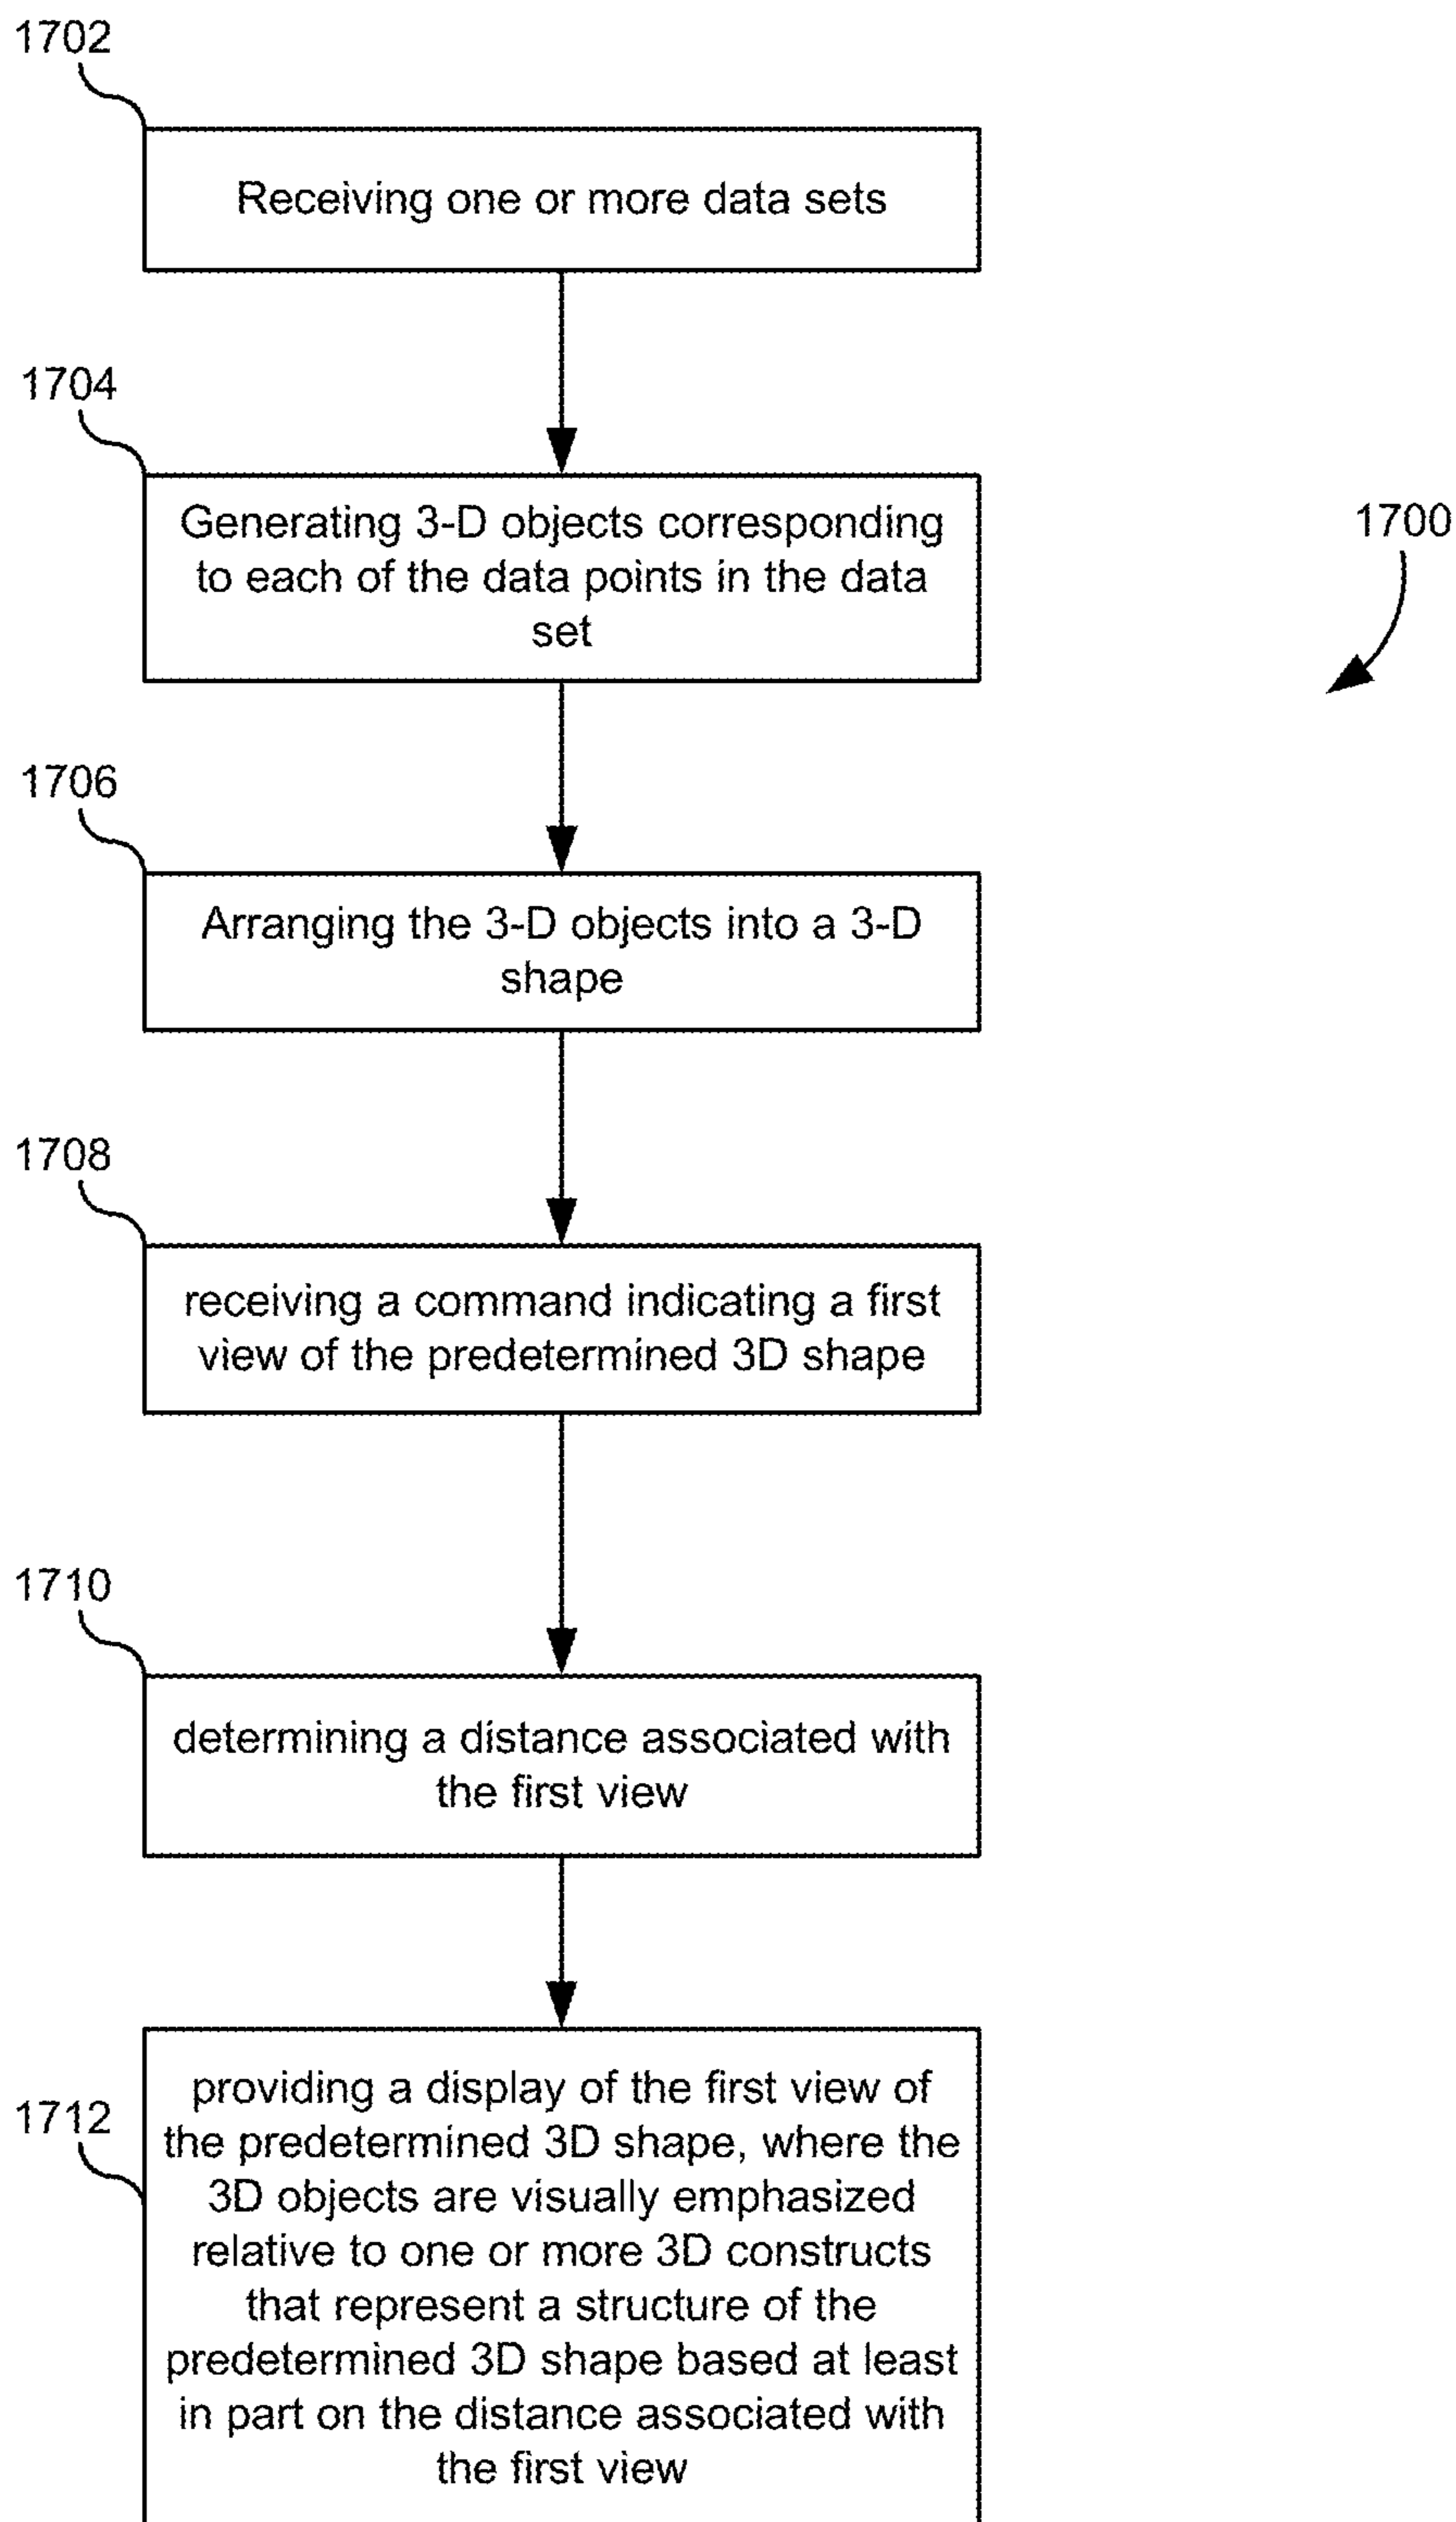 1702
Receiving one or more data sets
1704
Generating 3-D objects corresponding
to each of the data points in the data
set
1700
1706
Arranging the 3-D objects into a 3-D
shape
1708
receiving a command indicating a first
view of the predetermined 3D shape
1710
determining a distance associated with
the first view
1712
providing a display of the first view of
the predetermined 3D shape, where the
3D objects are visually emphasized
relative to one or more 3D constructs
that represent a structure of the
predetermined 3D shape based at least
in part on the distance associated with
the first view